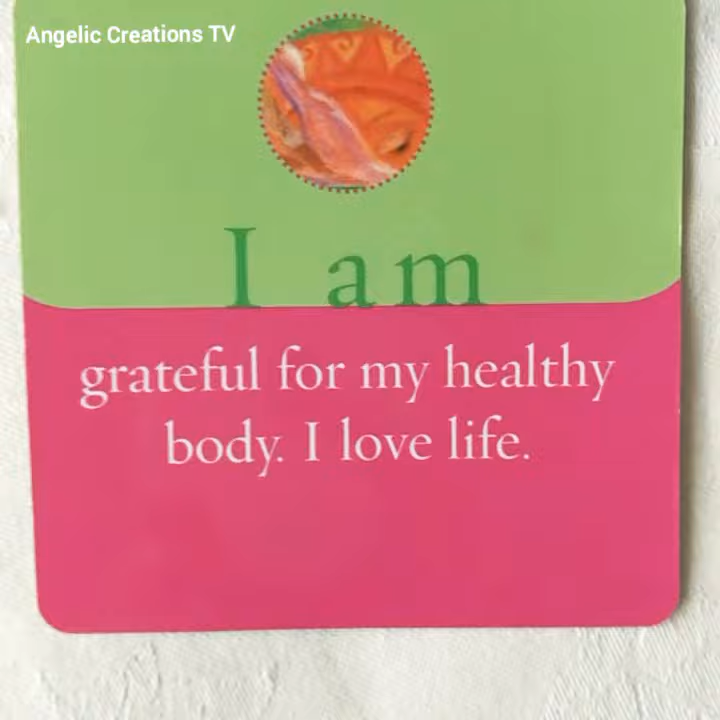 Angelic Creations TV
I am
grateful for my healthy
body. I love life.